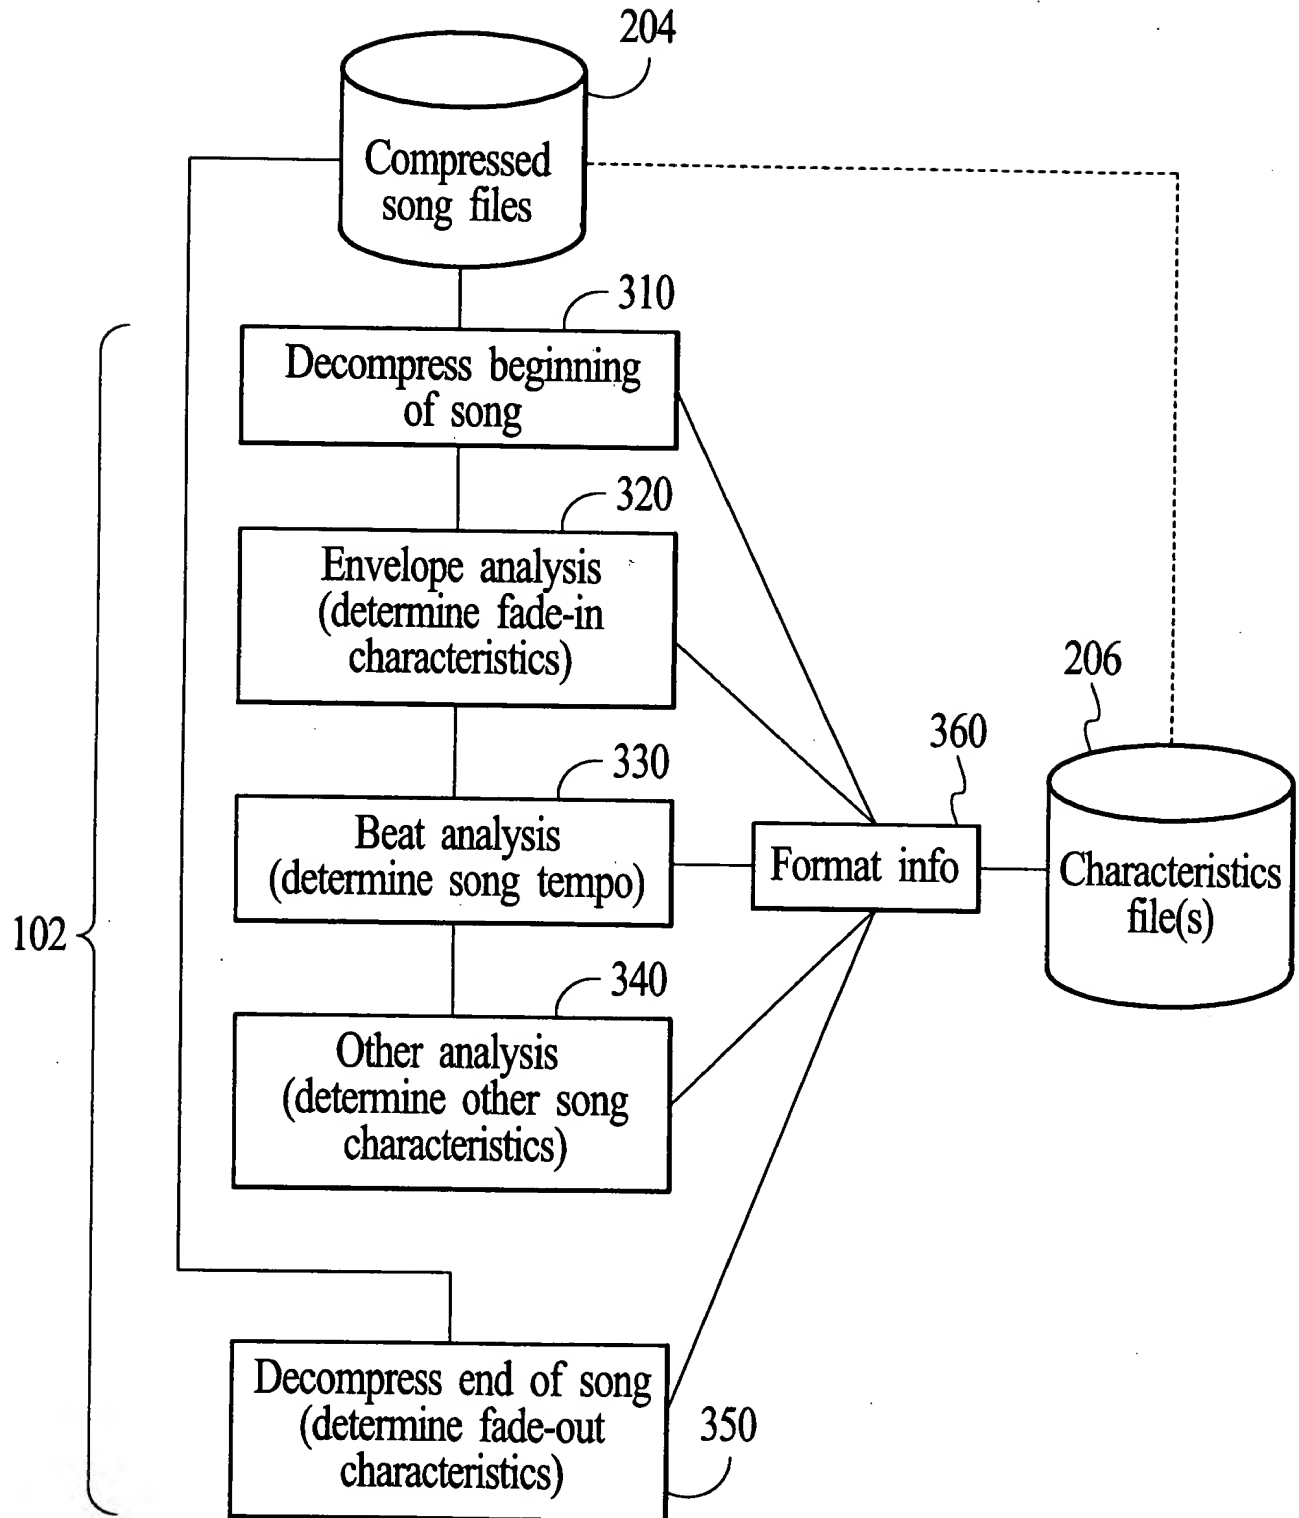 204
Compressed
song files
310
Decompress beginning
of song
320
Envelope analysis
(determine fade-in
characteristics)
206
360
330
Beat analysis
(determine song tempo)
Format info
Characteristics
file(s)
102
340
Other analysis
(determine other song
characteristics)
Decompress end of song
(determine fade-out
characteristics)
350